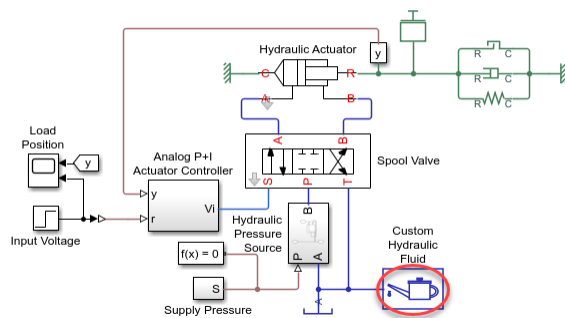 Hydraulic Actuator
y
C
R
A
B
R
C
R
C
R
C
A
B
Spool Valve
S
P
T
Load
Position
y
Analog P+I
Actuator Controller
y
r
Vi
Input Voltage
Hydraulic
Pressure
Source
B
P
A
f(x) = 0
S
Supply Pressure
A
Custom
Hydraulic
Fluid